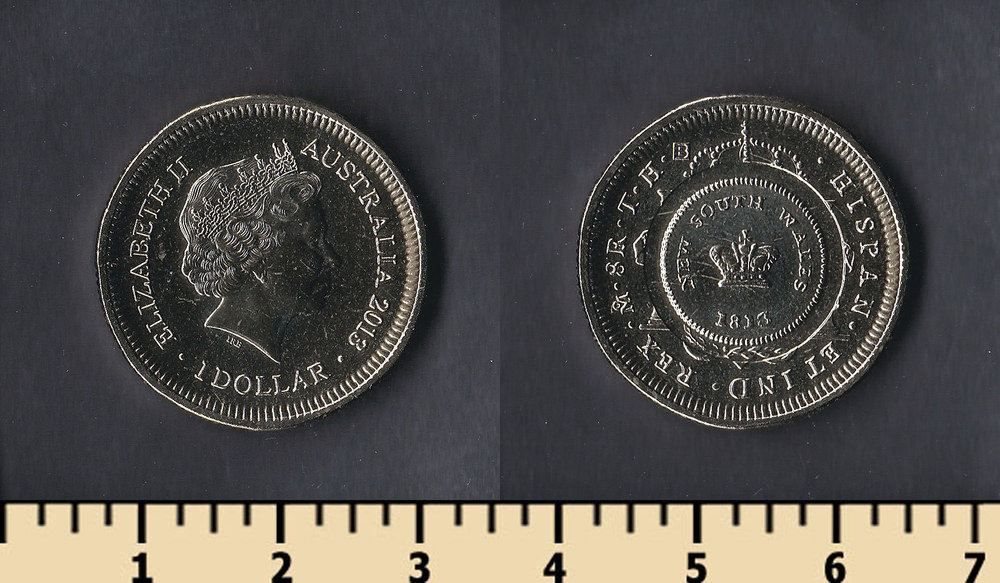 ELIZABETH II
AUSTRALIA 2013
· 1 DOLLAR ·
· HISPAN · ET IND · REX · M · 8R · T · H · B
NEW SOUTH WALES
1813
1 2 3 4 5 6 7